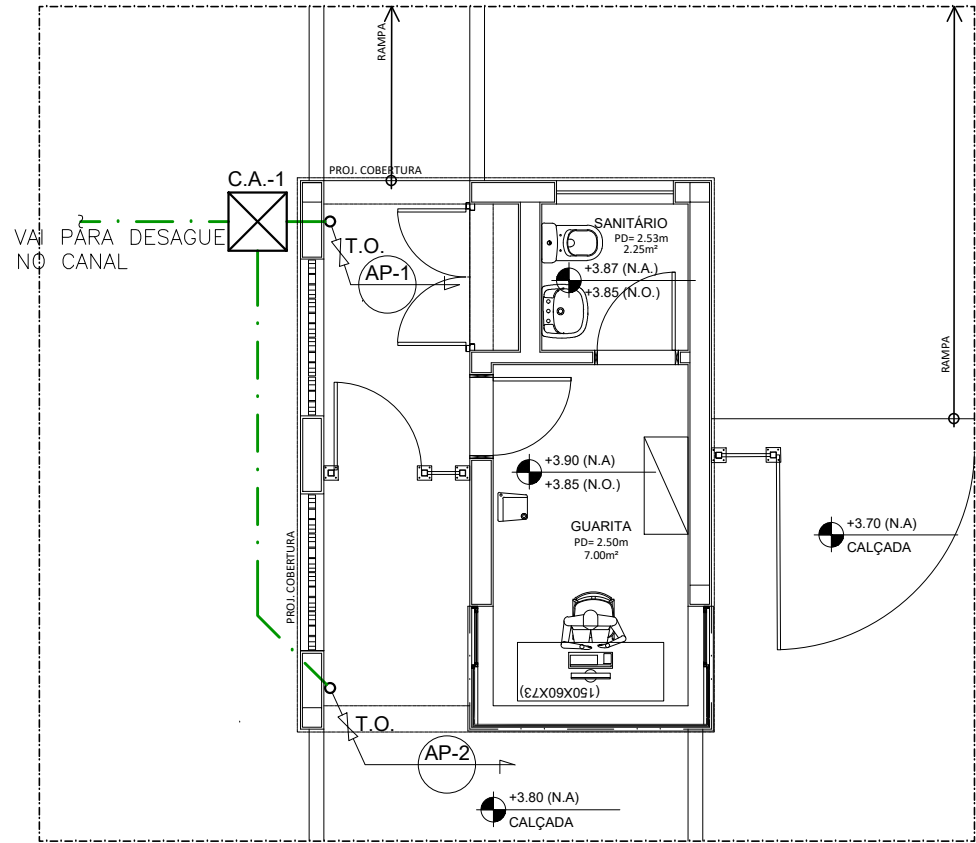 RAMPA
PROJ. COBERTURA
C.A.-1
VAI PÁRA DESAGUE
NO CANAL
T.O.
AP-1
SANITÁRIO
PD= 2.53m
2.25m²
+3.87 (N.A.)
+3.85 (N.O.)
RAMPA
+3.90 (N.A)
+3.85 (N.O.)
GUARITA
PD= 2.50m
7.00m²
+3.70 (N.A)
CALÇADA
PROJ. COBERTURA
(150X60X73)
T.O.
AP-2
+3.80 (N.A)
CALÇADA